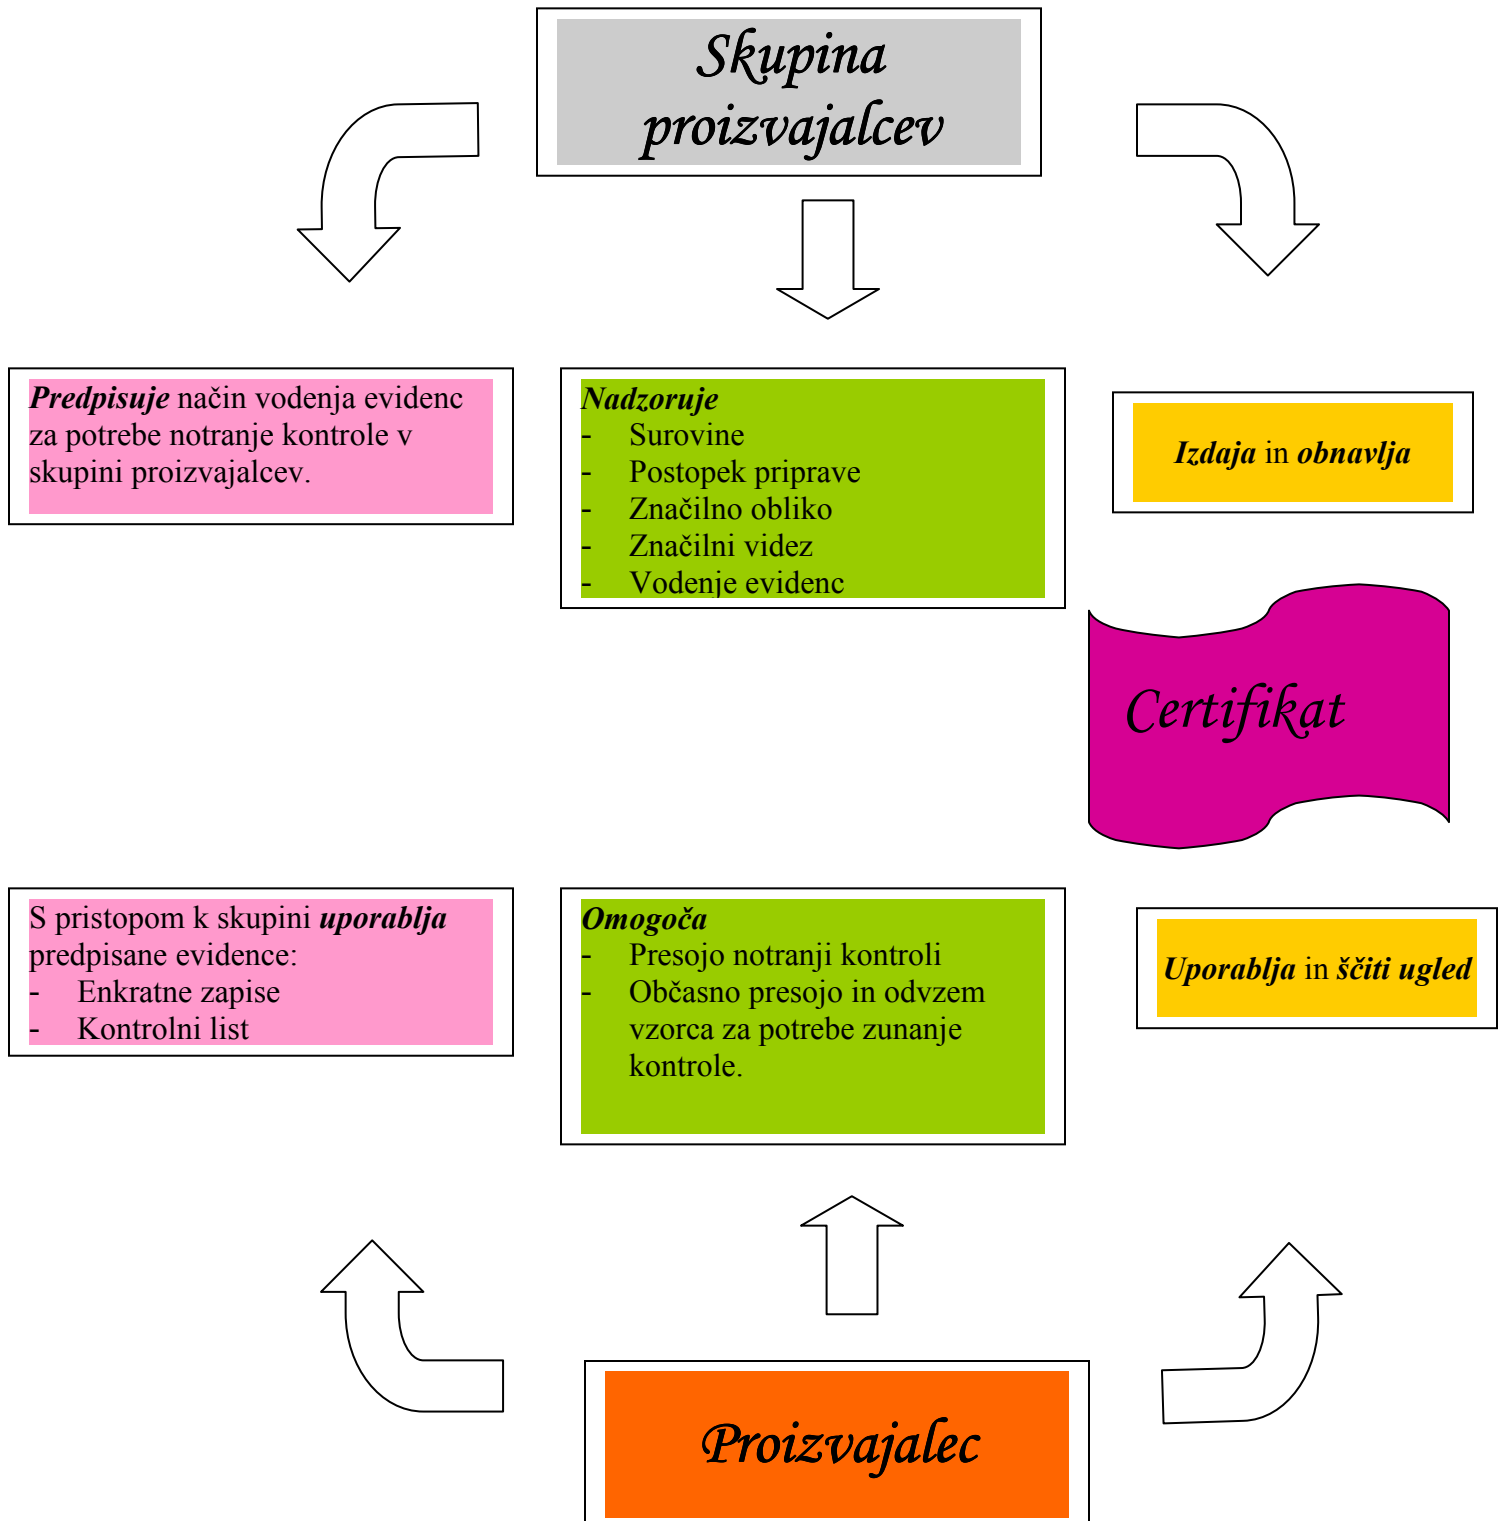 Skupina
proizvajalcev
Predpisuje način vodenja evidenc
za potrebe notranje kontrole v
skupini proizvajalcev.
Nadzoruje
- Surovine
- Postopek priprave
- Značilno obliko
- Značilni videz
- Vodenje evidenc
Izdaja in obnavlja
Certifikat
S pristopom k skupini uporablja
predpisane evidence:
- Enkratne zapise
- Kontrolni list
Omogoča
- Presojo notranji kontroli
- Občasno presojo in odvzem
vzorca za potrebe zunanje
kontrole.
Uporablja in ščiti ugled
Proizvajalec